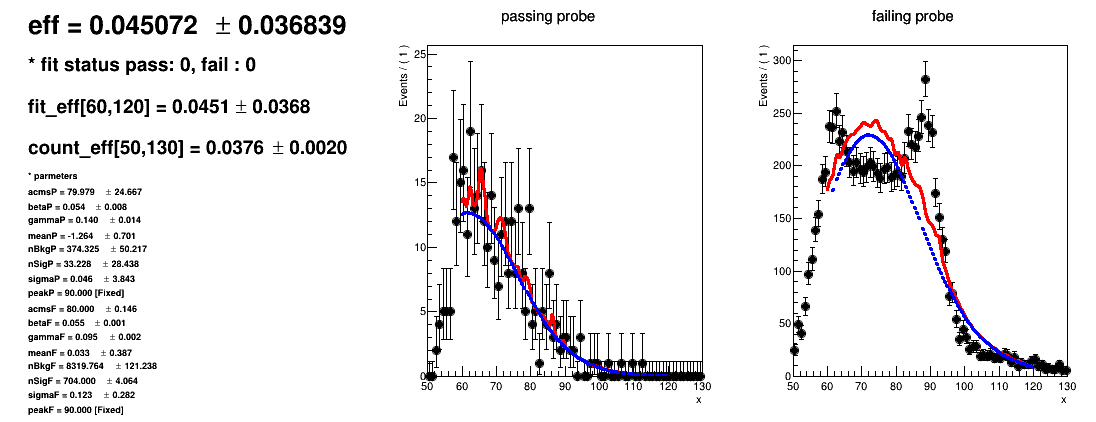 eff = 0.045072 ± 0.036839
* fit status pass: 0, fail : 0
fit_eff[60,120] = 0.0451 ± 0.0368
count_eff[50,130] = 0.0376 ± 0.0020
* parmeters
acmsP = 79.979 ± 24.667
betaP = 0.054 ± 0.008
gammaP = 0.140 ± 0.014
meanP = -1.264 ± 0.701
nBkgP = 374.325 ± 50.217
nSigP = 33.228 ± 28.438
sigmaP = 0.046 ± 3.843
peakP = 90.000 [Fixed]
acmsF = 80.000 ± 0.146
betaF = 0.055 ± 0.001
gammaF = 0.095 ± 0.002
meanF = 0.033 ± 0.387
nBkgF = 8319.764 ± 121.238
nSigF = 704.000 ± 4.064
sigmaF = 0.123 ± 0.282
peakF = 90.000 [Fixed]
passing probe
Events / ( 1 )
25
20
15
10
5
0
50 60 70 80 90 100 110 120 130
x
failing probe
Events / ( 1 )
300
250
200
150
100
50
0
50 60 70 80 90 100 110 120 130
x